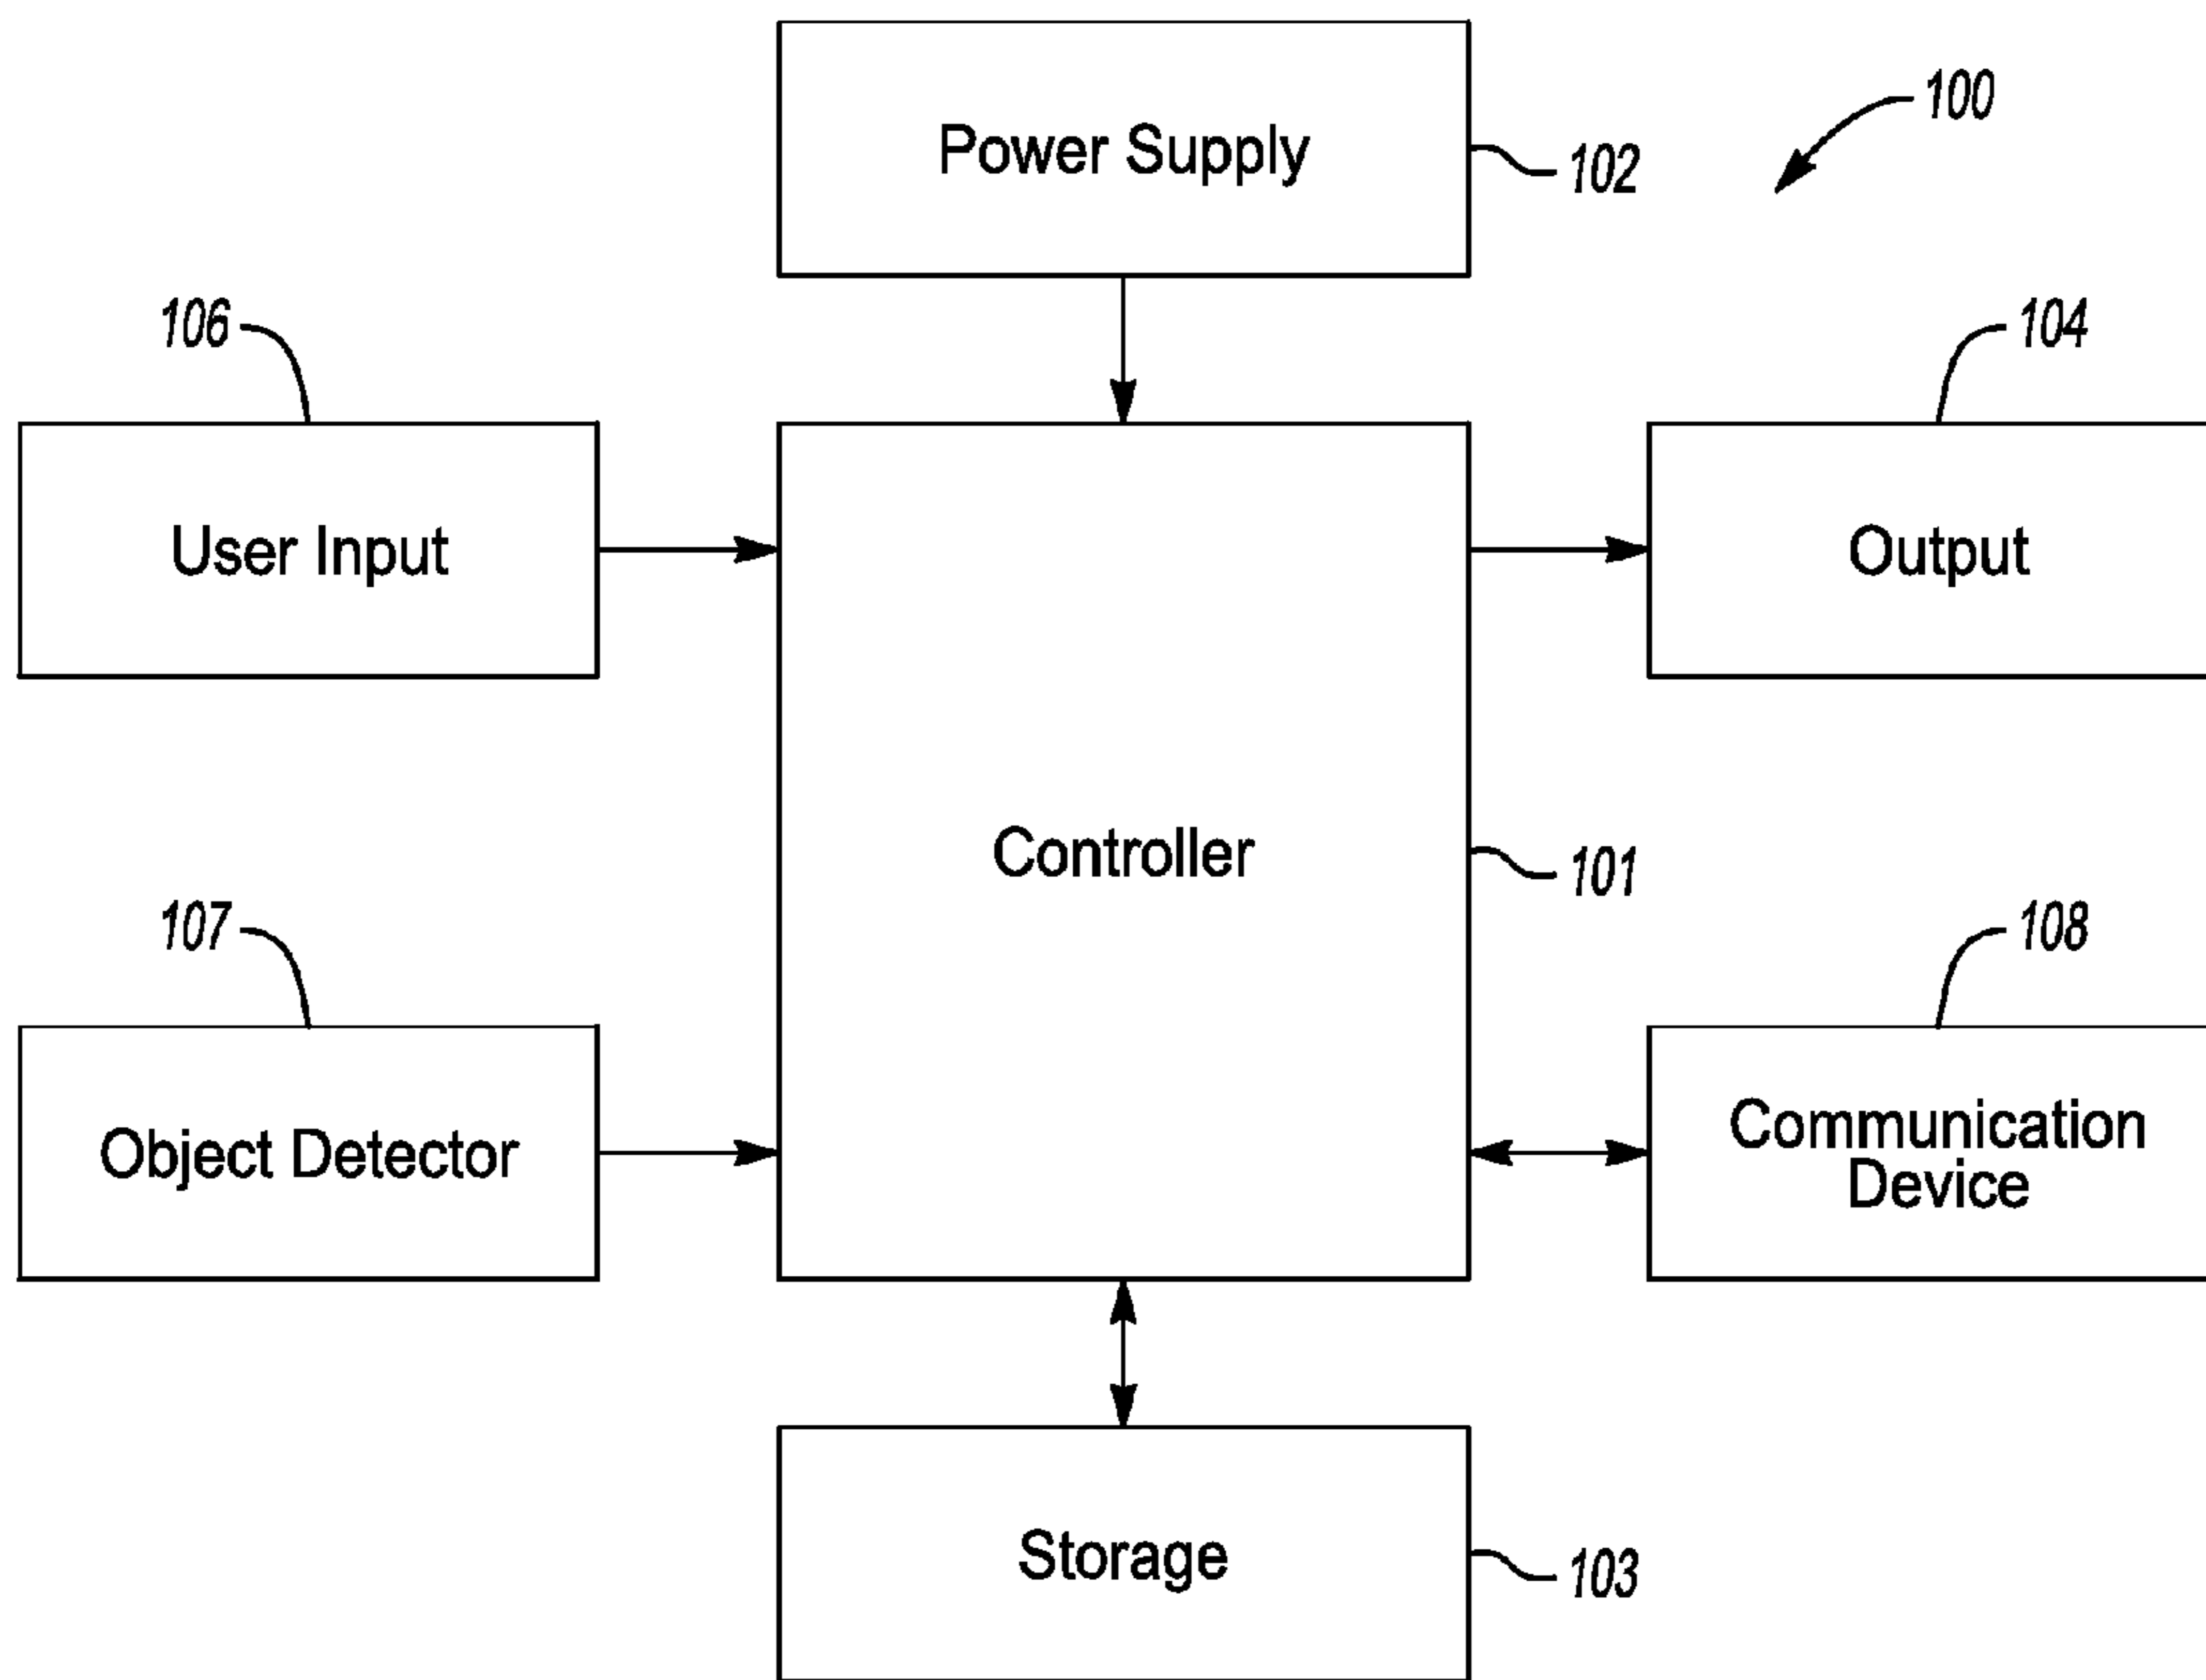 Power Supply
102
100
106
104
User Input
Output
Controller
101
107
108
Object Detector
Communication
Device
Storage
103